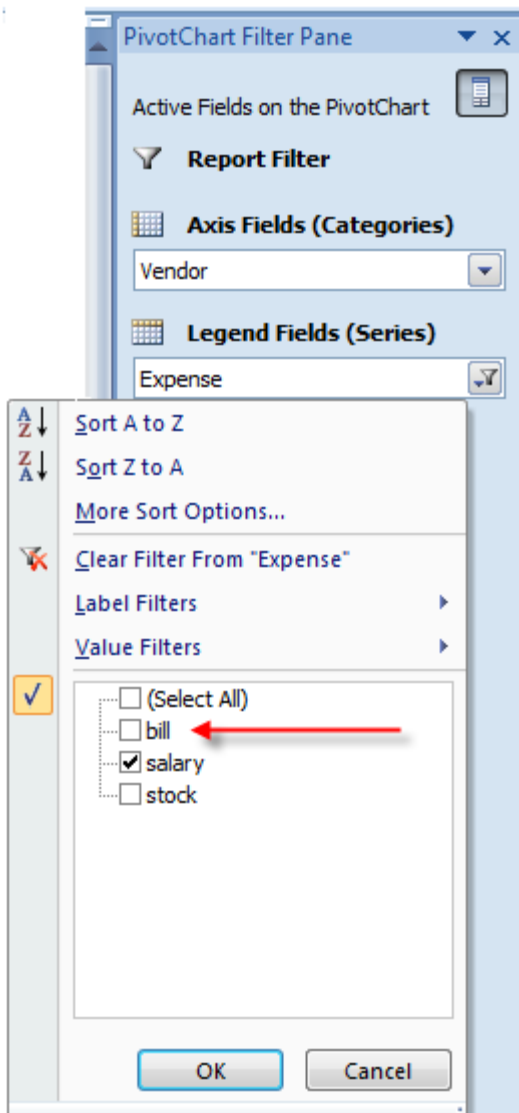 PivotChart Filter Pane
Active Fields on the PivotChart
Report Filter
Axis Fields (Categories)
Vendor
Legend Fields (Series)
Expense
Sort A to Z
Sort Z to A
More Sort Options...
Clear Filter From "Expense"
Label Filters
Value Filters
(Select All)
bill
salary
stock
OK Cancel